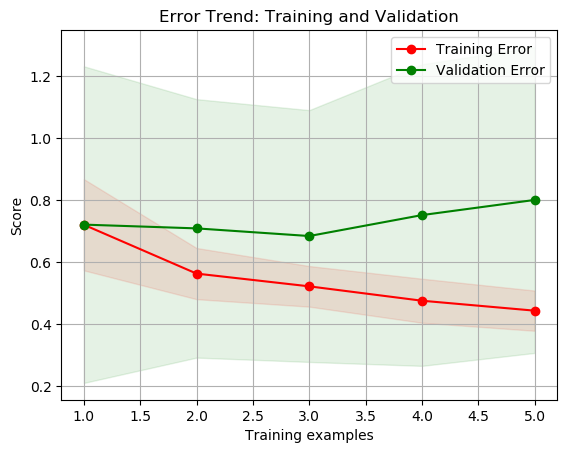 Error Trend: Training and Validation
Training Error
Validation Error
Score
1.2
1.0
0.8
0.6
0.4
0.2
1.0 1.5 2.0 2.5 3.0 3.5 4.0 4.5 5.0
Training examples